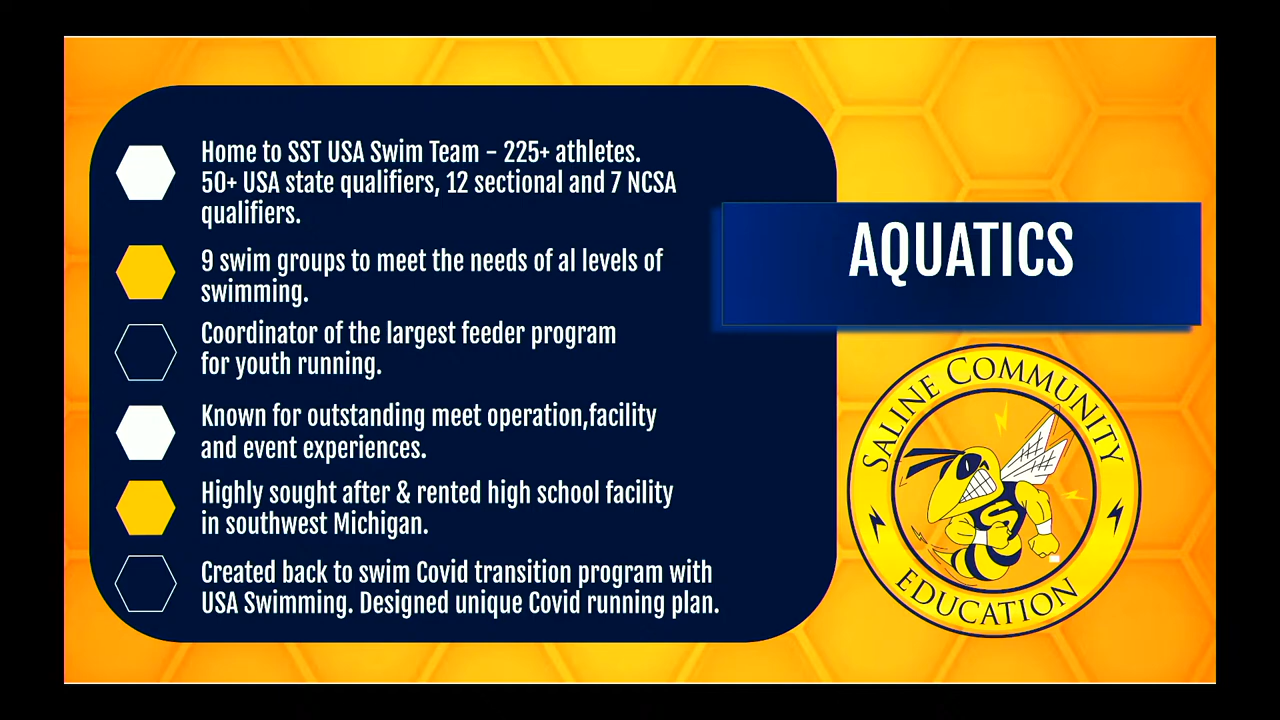 Home to SST USA Swim Team – 225+ athletes.
50+ USA state qualifiers, 12 sectional and 7 NCSA
qualifiers.
9 swim groups to meet the needs of al levels of
swimming.
Coordinator of the largest feeder program
for youth running.
Known for outstanding meet operation,facility
and event experiences.
Highly sought after & rented high school facility
in southwest Michigan.
Created back to swim Covid transition program with
USA Swimming. Designed unique Covid running plan.
AQUATICS
SALINE COMMUNITY
S
EDUCATION